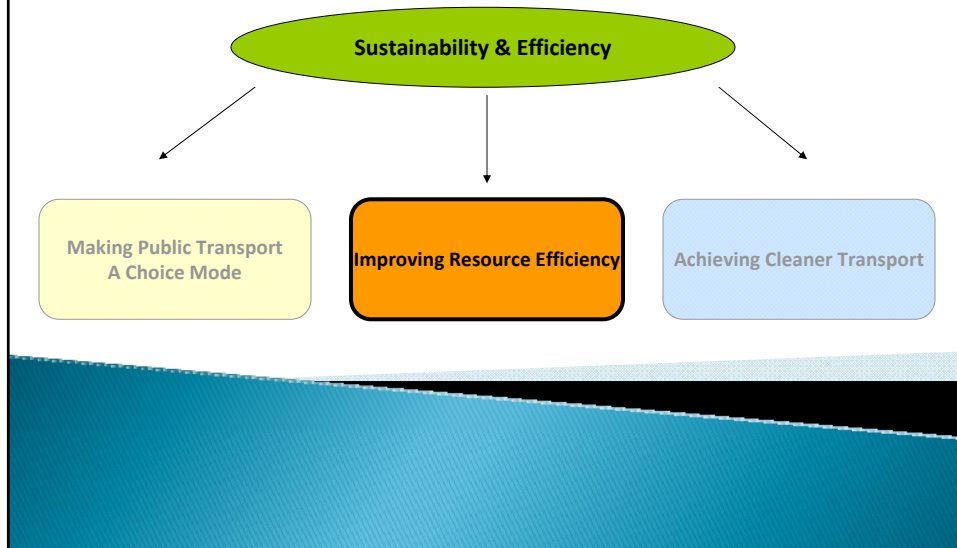 Sustainability & Efficiency
Making Public Transport
A Choice Mode
Improving Resource Efficiency
Achieving Cleaner Transport